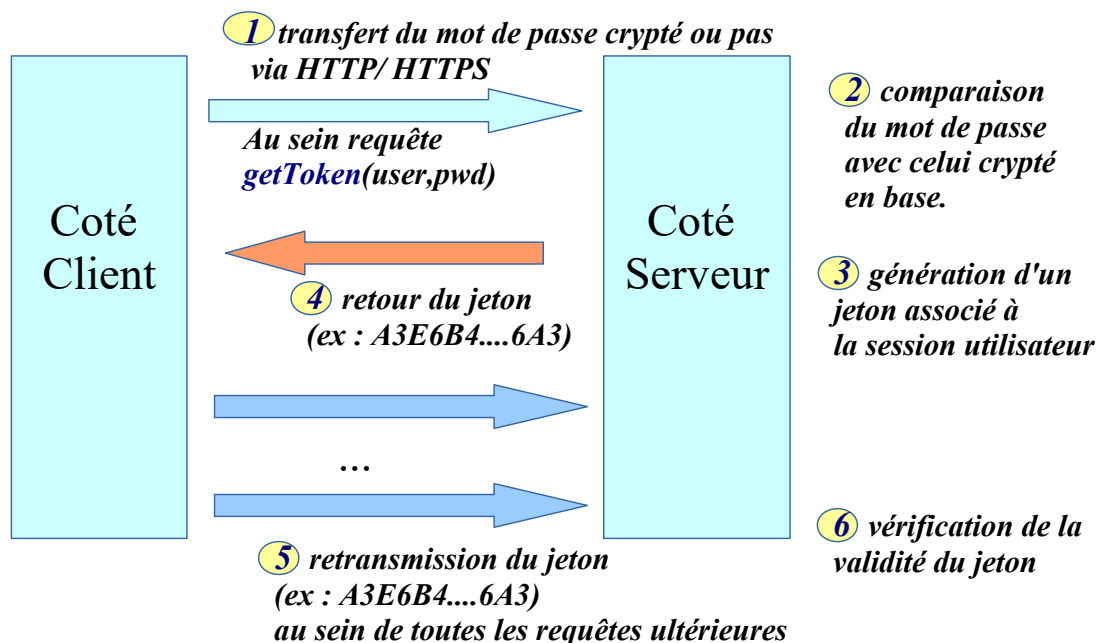 1 transfert du mot de passe crypté ou pas
via HTTP/ HTTPS
Au sein requête
getToken(user,pwd)
Coté
Client
Coté
Serveur
2 comparaison
du mot de passe
avec celui crypté
en base.
3 génération d'un
jeton associé à
la session utilisateur
4 retour du jeton
(ex : A3E6B4....6A3)
...
5 retransmission du jeton
(ex : A3E6B4....6A3)
au sein de toutes les requêtes ultérieures
6 vérification de la
validité du jeton